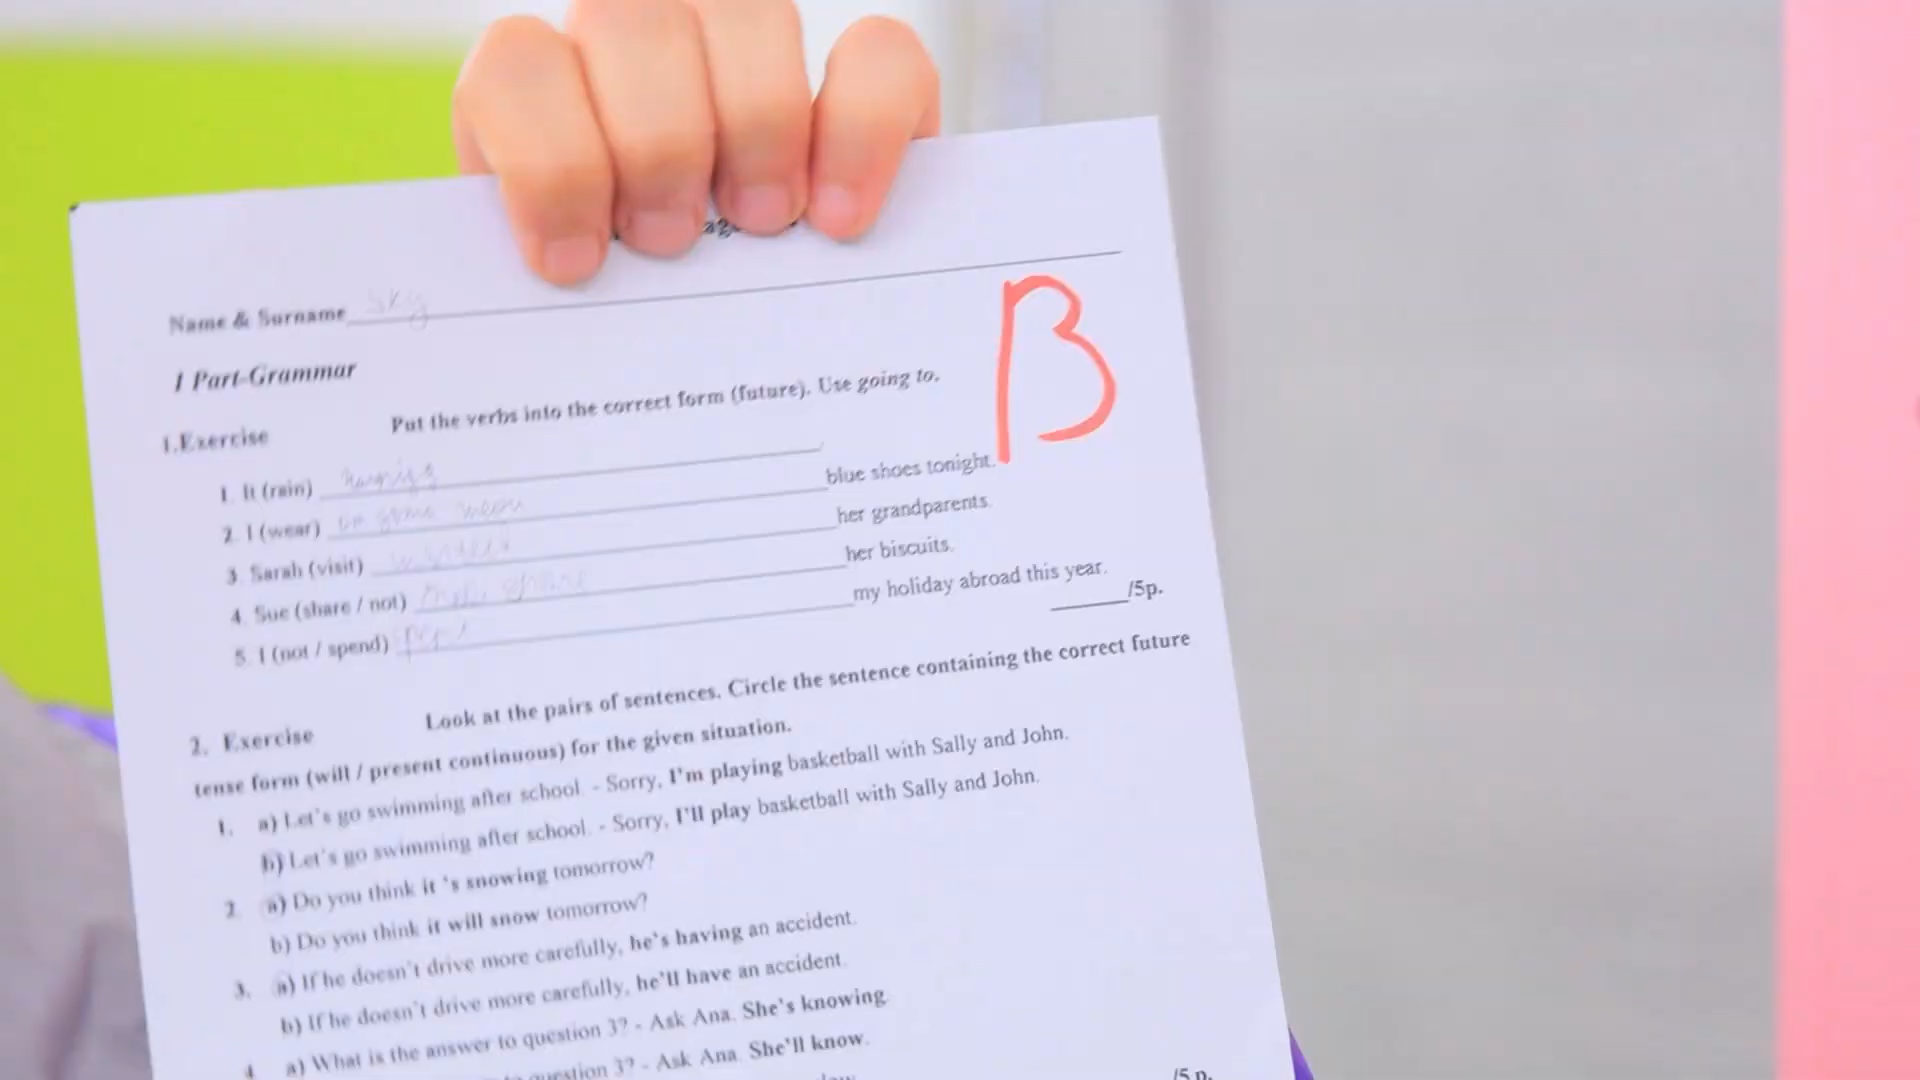 Name & Surname Sky
B
1 Part-Grammar
1.Exercise Put the verbs into the correct form (future). Use going to.
1. It (rain)
2. I (wear) blue shoes tonight.
3. Sarah (visit) her grandparents.
4. Sue (share / not) her biscuits.
5. I (not / spend) my holiday abroad this year.
/5p.
2. Exercise Look at the pairs of sentences. Circle the sentence containing the correct future
tense form (will / present continuous) for the given situation.
1. a) Let's go swimming after school. - Sorry, I'm playing basketball with Sally and John.
b) Let's go swimming after school. - Sorry, I'll play basketball with Sally and John.
2. a) Do you think it 's snowing tomorrow?
b) Do you think it will snow tomorrow?
3. a) If he doesn't drive more carefully, he's having an accident.
b) If he doesn't drive more carefully, he'll have an accident.
4. a) What is the answer to question 3? - Ask Ana. She's knowing
question 3? - Ask Ana. She'll know.
/5 p.